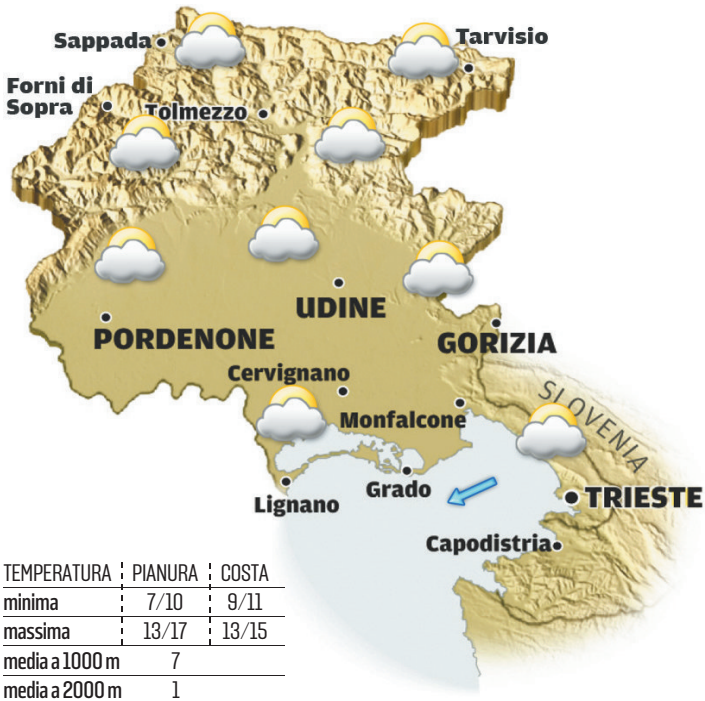 Sappada
Tarvisio
Forni di
Sopra
Tolmezzo
UDINE
PORDENONE
GORIZIA
Cervignano
SLOVENIA
Monfalcone
Grado
Lignano
TRIESTE
Capodistria
TEMPERATURA PIANURA COSTA
minima 7/10 9/11
massima 13/17 13/15
media a 1000 m 7
media a 2000 m 1